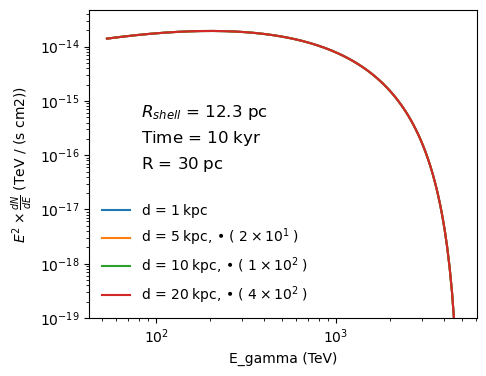 10^-14
10^-15
10^-16
10^-17
10^-18
10^-19
E^2 × dN/dE (TeV / (s cm2))
R_shell = 12.3 pc
Time = 10 kyr
R = 30 pc
d = 1 kpc
d = 5 kpc, • ( 2 × 10^1 )
d = 10 kpc, • ( 1 × 10^2 )
d = 20 kpc, • ( 4 × 10^2 )
10^2 10^3
E_gamma (TeV)